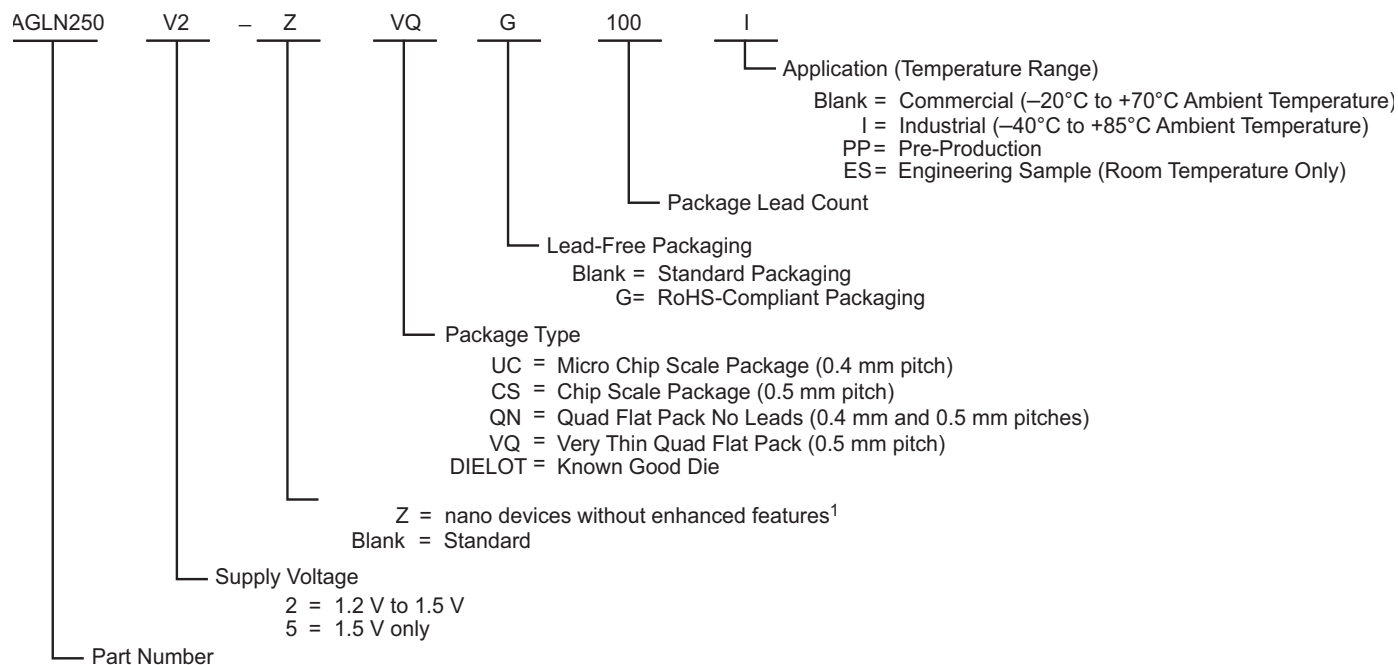 AGLN250 V2 – Z VQ G 100 I
Application (Temperature Range)
Blank = Commercial (–20°C to +70°C Ambient Temperature)
I = Industrial (–40°C to +85°C Ambient Temperature)
PP= Pre-Production
ES= Engineering Sample (Room Temperature Only)
Package Lead Count
Lead-Free Packaging
Blank = Standard Packaging
G= RoHS-Compliant Packaging
Package Type
UC = Micro Chip Scale Package (0.4 mm pitch)
CS = Chip Scale Package (0.5 mm pitch)
QN = Quad Flat Pack No Leads (0.4 mm and 0.5 mm pitches)
VQ = Very Thin Quad Flat Pack (0.5 mm pitch)
DIELOT = Known Good Die
Z = nano devices without enhanced features1
Blank = Standard
Supply Voltage
2 = 1.2 V to 1.5 V
5 = 1.5 V only
Part Number